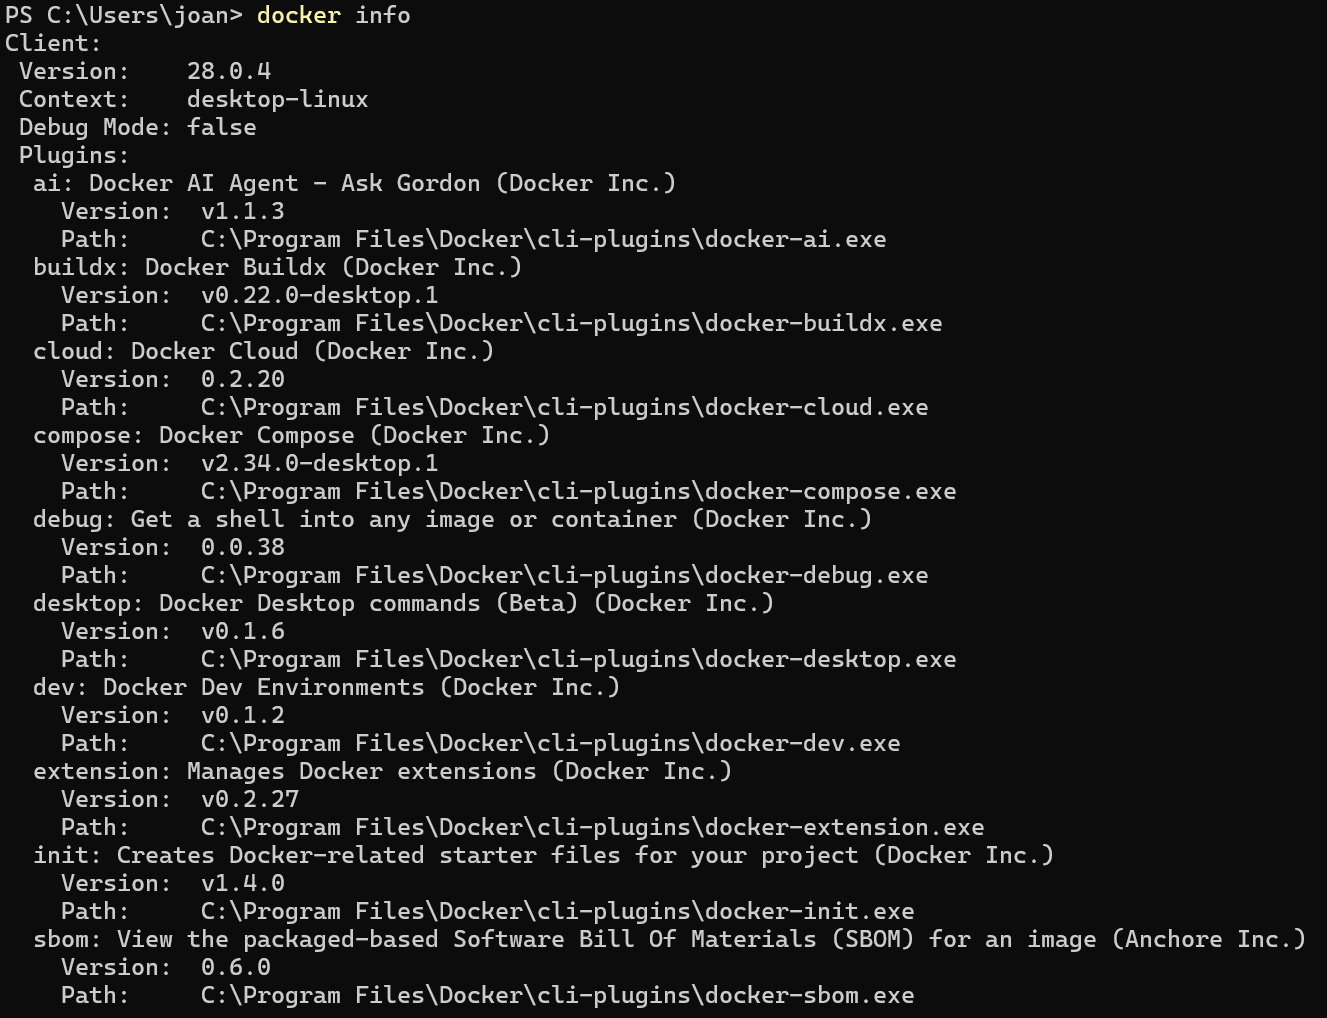 PS C:\Users\joan> docker info
Client:
 Version:    28.0.4
 Context:    desktop-linux
 Debug Mode: false
 Plugins:
  ai: Docker AI Agent - Ask Gordon (Docker Inc.)
    Version:  v1.1.3
    Path:     C:\Program Files\Docker\cli-plugins\docker-ai.exe
  buildx: Docker Buildx (Docker Inc.)
    Version:  v0.22.0-desktop.1
    Path:     C:\Program Files\Docker\cli-plugins\docker-buildx.exe
  cloud: Docker Cloud (Docker Inc.)
    Version:  0.2.20
    Path:     C:\Program Files\Docker\cli-plugins\docker-cloud.exe
  compose: Docker Compose (Docker Inc.)
    Version:  v2.34.0-desktop.1
    Path:     C:\Program Files\Docker\cli-plugins\docker-compose.exe
  debug: Get a shell into any image or container (Docker Inc.)
    Version:  0.0.38
    Path:     C:\Program Files\Docker\cli-plugins\docker-debug.exe
  desktop: Docker Desktop commands (Beta) (Docker Inc.)
    Version:  v0.1.6
    Path:     C:\Program Files\Docker\cli-plugins\docker-desktop.exe
  dev: Docker Dev Environments (Docker Inc.)
    Version:  v0.1.2
    Path:     C:\Program Files\Docker\cli-plugins\docker-dev.exe
  extension: Manages Docker extensions (Docker Inc.)
    Version:  v0.2.27
    Path:     C:\Program Files\Docker\cli-plugins\docker-extension.exe
  init: Creates Docker-related starter files for your project (Docker Inc.)
    Version:  v1.4.0
    Path:     C:\Program Files\Docker\cli-plugins\docker-init.exe
  sbom: View the packaged-based Software Bill Of Materials (SBOM) for an image (Anchore Inc.)
    Version:  0.6.0
    Path:     C:\Program Files\Docker\cli-plugins\docker-sbom.exe